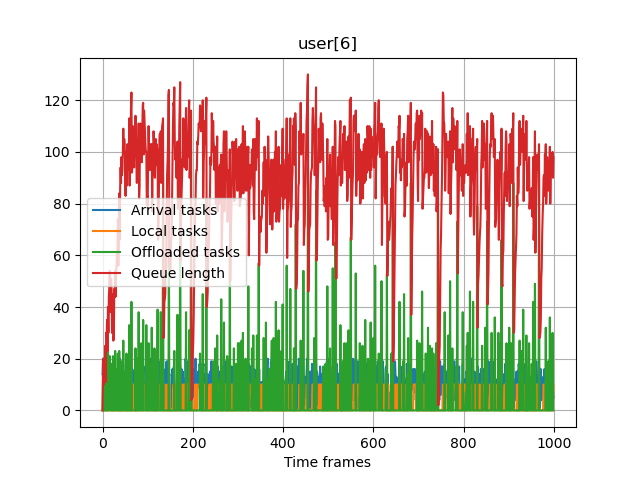 user[6]
120
100
80
60
40
20
0
Arrival tasks
Local tasks
Offloaded tasks
Queue length
0 200 400 600 800 1000
Time frames